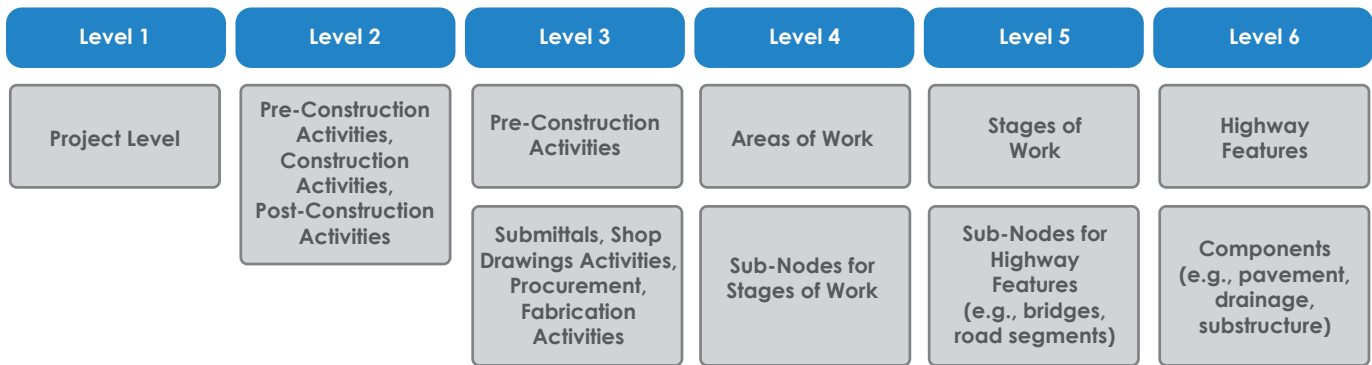 Level 1
Level 2
Level 3
Level 4
Level 5
Level 6
Project Level
Pre-Construction
Activities,
Construction
Activities,
Post-Construction
Activities
Pre-Construction
Activities
Areas of Work
Stages of
Work
Highway
Features
Submittals, Shop
Drawings Activities,
Procurement,
Fabrication
Activities
Sub-Nodes for
Stages of Work
Sub-Nodes for
Highway
Features
(e.g., bridges,
road segments)
Components
(e.g., pavement,
drainage,
substructure)